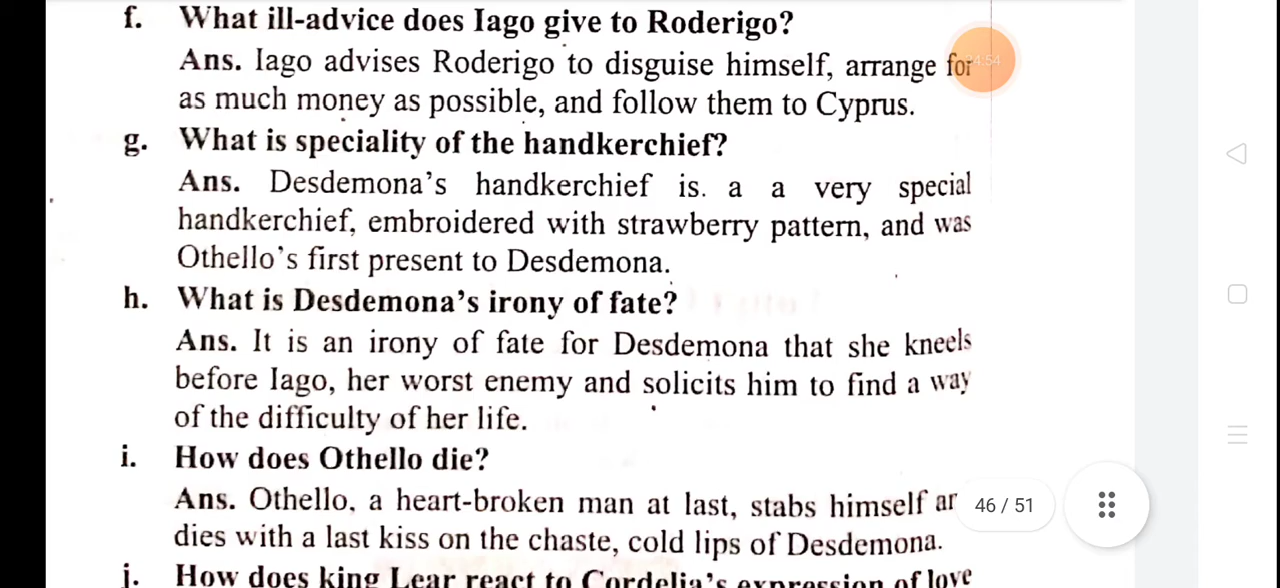 f. What ill-advice does Iago give to Roderigo?
Ans. Iago advises Roderigo to disguise himself, arrange for
as much money as possible, and follow them to Cyprus.
g. What is speciality of the handkerchief?
Ans. Desdemona's handkerchief is. a a very special
handkerchief, embroidered with strawberry pattern, and was
Othello's first present to Desdemona.
h. What is Desdemona's irony of fate?
Ans. It is an irony of fate for Desdemona that she kneels
before Iago, her worst enemy and solicits him to find a way
of the difficulty of her life.
i. How does Othello die?
Ans. Othello, a heart-broken man at last, stabs himself
46 / 51
dies with a last kiss on the chaste, cold lips of Desdemona.
j. How does king Lear react to Cordelia's expression of love